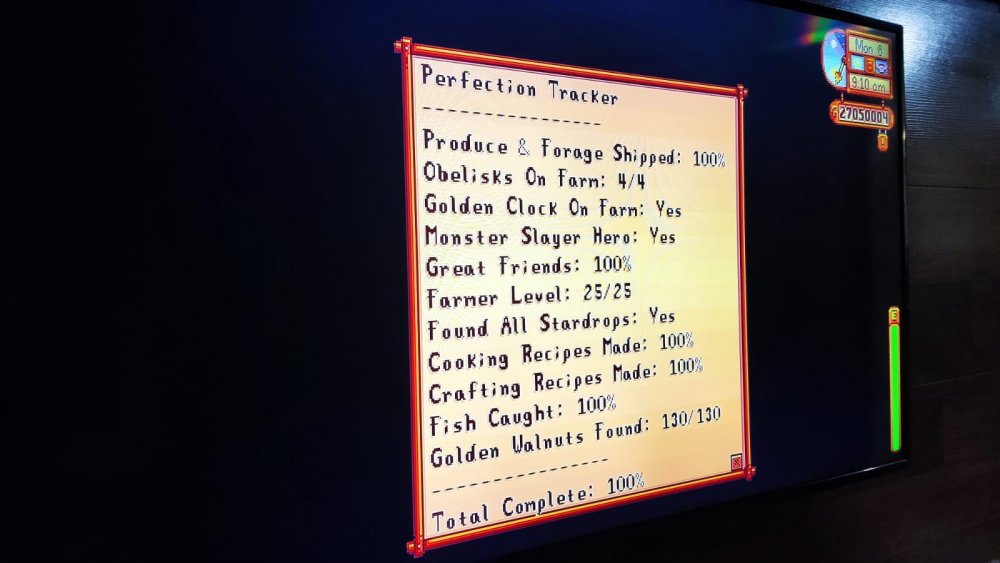 Perfection Tracker
--------------------
Produce & Forage Shipped: 100%
Obelisks On Farm: 4/4
Golden Clock On Farm: Yes
Monster Slayer Hero: Yes
Great Friends: 100%
Farmer Level: 25/25
Found All Stardrops: Yes
Cooking Recipes Made: 100%
Crafting Recipes Made: 100%
Fish Caught: 100%
Golden Walnuts Found: 130/130
--------------------
Total Complete: 100%
Mon 8
9:10 am
G 27050004
!
E